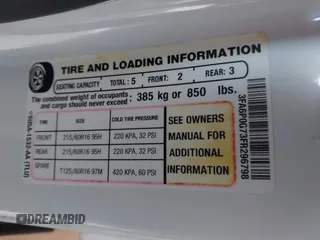 TIRE AND LOADING INFORMATION
SEATING CAPACITY TOTAL : 5 FRONT: 2 REAR: 3
The combined weight of occupants and cargo should never exceed : 385 kg or 850 lbs.
COLD TIRE PRESSURE
FRONT 215/60R16 95H 220 KPA, 32 PSI
REAR 215/60R16 95H 220 KPA, 32 PSI
SPARE T125/80R16 97M 420 KPA, 60 PSI
SEE OWNERS
MANUAL FOR
ADDITIONAL
INFORMATION
3FA6P0G73FR296798
©DREAMBID